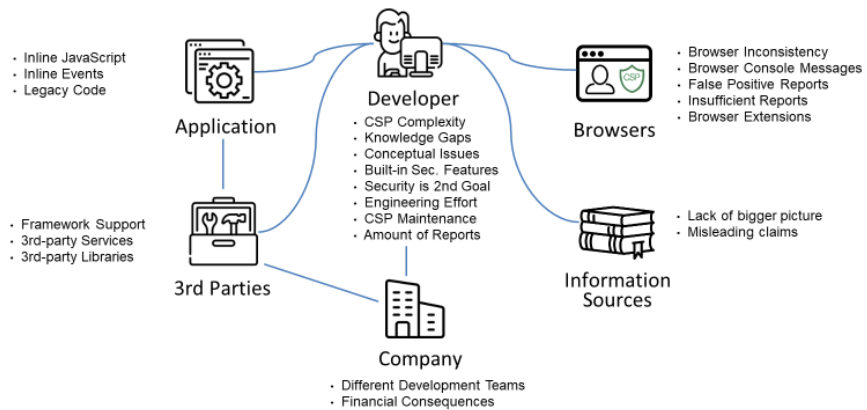 · Inline JavaScript
· Inline Events
· Legacy Code
Application
Developer
· CSP Complexity
· Knowledge Gaps
· Conceptual Issues
· Built-in Sec. Features
· Security is 2nd Goal
· Engineering Effort
· CSP Maintenance
· Amount of Reports
CSP
Browsers
· Browser Inconsistency
· Browser Console Messages
· False Positive Reports
· Insufficient Reports
· Browser Extensions
· Framework Support
· 3rd-party Services
· 3rd-party Libraries
3rd Parties
Information
Sources
· Lack of bigger picture
· Misleading claims
Company
· Different Development Teams
· Financial Consequences